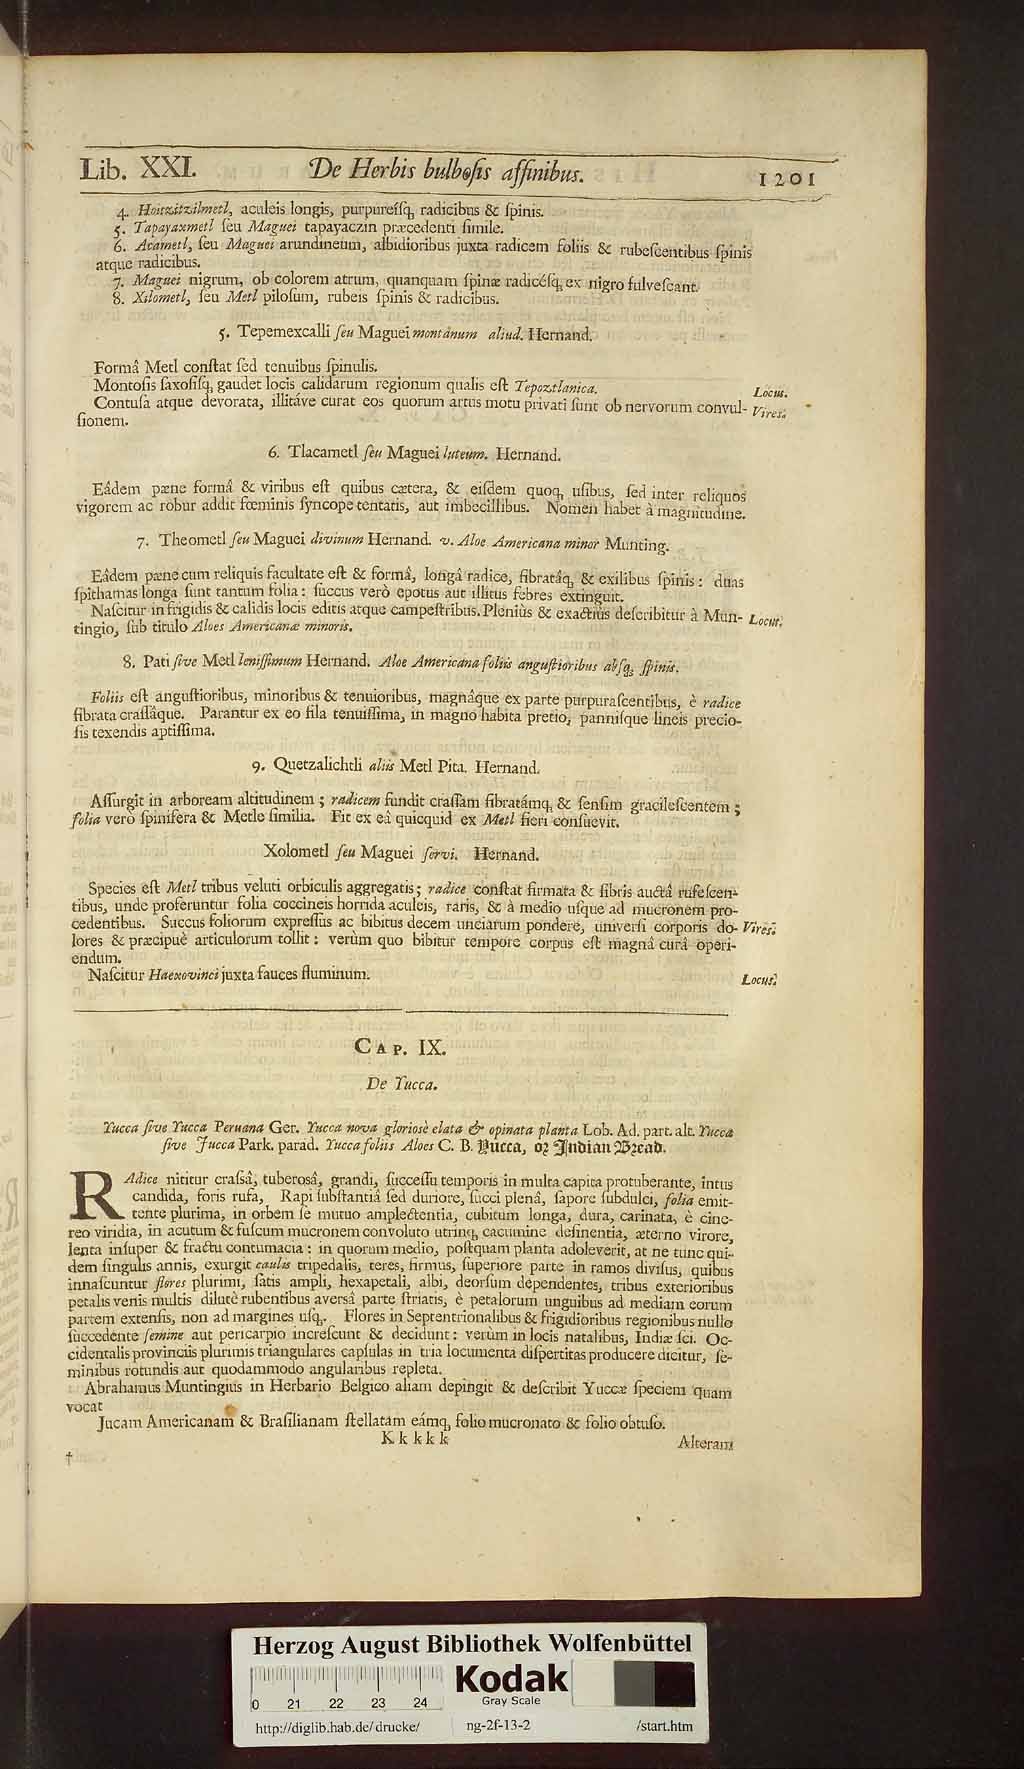 Lib. XXI. De Herbis bulboſis affinibus. 1201
4. Hoitzitzilmetl, aculeis longis, purpureiſq, radicibus & ſpinis.
5. Tapayaxmetl ſeu Maguei tapayaczin præcedenti ſimile.
6. Acametl, ſeu Maguei arundineum, albidioribus juxta radicem foliis & rubeſcentibus ſpinis
atque radicibus.
7. Maguei nigrum, ob colorem atrum, quanquam ſpinæ radicéſq, ex nigro fulveſcant.
8. Xilometl, ſeu Metl piloſum, rubeis ſpinis & radicibus.
5. Tepemexcalli ſeu Maguei montanum aliud. Hernand.
Formâ Metl conſtat ſed tenuibus ſpinulis.
Montoſis ſaxoſiſq, gaudet locis calidarum regionum qualis eſt Tepoztlanica. Locus.
Contuſa atque devorata, illitáve curat eos quorum artus motu privati ſunt ob nervorum convul- Vires.
ſionem.
6. Tlacametl ſeu Maguei luteum. Hernand.
Eâdem pæne formâ & viribus eſt quibus cætera, & eiſdem quoq, uſibus, ſed inter reliquos
vigorem ac robur addit fœminis ſyncope tentatis, aut imbecillibus. Nomen habet à magnitudine.
7. Theometl ſeu Maguei divinum Hernand. v. Aloe Americana minor Munting.
Eâdem pæne cum reliquis facultate eſt & formâ, longâ radice, fibratâq, & exilibus ſpinis: duas
ſpithamas longa ſunt tantum folia: ſuccus verò epotus aut illitus febres extinguit.
Naſcitur in frigidis & calidis locis editis atque campeſtribus. Pleniùs & exactiùs deſcribitur à Mun- Locus.
tingio, ſub titulo Aloes Americanæ minoris.
8. Pati ſive Metl leniſſimum Hernand. Aloe Americana foliis anguſtioribus abſq, ſpinis.
Foliis eſt anguſtioribus, minoribus & tenuioribus, magnâque ex parte purpuraſcentibus, è radice
fibrata craſſâque. Parantur ex eo fila tenuiſſima, in magno habita pretio, panniſque lineis precio-
ſis texendis aptiſſima.
9. Quetzalichtli aliis Metl Pita. Hernand.
Aſſurgit in arboream altitudinem; radicem fundit craſſam fibratámq, & ſenſim gracileſcentem;
folia verò ſpinifera & Metle ſimilia. Fit ex eâ quicquid ex Metl fieri conſuevit.
Xolometl ſeu Maguei ſervi. Hernand.
Species eſt Metl tribus veluti orbiculis aggregatis; radice conſtat firmata & fibris auctâ rufeſcen-
tibus, unde proferuntur folia coccineis horrida aculeis, raris, & à medio uſque ad mucronem pro-
cedentibus. Succus foliorum expreſſus ac bibitus decem unciarum pondere, univerſi corporis do- Vires.
lores & præcipuè articulorum tollit: verùm quo bibitur tempore corpus eſt magnâ curâ operi-
endum.
Naſcitur Haexovinci juxta fauces fluminum. Locus.
CAP. IX.
De Yucca.
Yucca ſive Yucca Peruana Ger. Yucca nova glorioſè elata & opinata planta Lob. Ad. part. alt. Yucca
ſive Jucca Park. parad. Yucca foliis Aloes C. B. Yucca, or Indian Bread.
RAdice nititur craſſâ, tuberosâ, grandi, ſucceſſu temporis in multa capita protuberante, intus
candida, foris rufa, Rapi ſubſtantiâ ſed duriore, ſucci plenâ, ſapore ſubdulci, folia emit-
tente plurima, in orbem ſe mutuo amplectentia, cubitum longa, dura, carinata, è cine-
reo viridia, in acutum & fuſcum mucronem convoluto utrinq, cacumine deſinentia, æterno virore,
lenta inſuper & fractu contumacia: in quorum medio, poſtquam planta adoleverit, at ne tunc qui-
dem ſingulis annis, exurgit caulis tripedalis, teres, firmus, ſuperiore parte in ramos diviſus, quibus
innaſcuntur flores plurimi, ſatis ampli, hexapetali, albi, deorſum dependentes, tribus exterioribus
petalis venis multis dilutè rubentibus aversâ parte ſtriatis, è petalorum unguibus ad mediam eorum
partem extenſis, non ad margines uſq,. Flores in Septentrionalibus & frigidioribus regionibus nullo
ſuccedente ſemine aut pericarpio increſcunt & decidunt: verùm in locis natalibus, Indiæ ſci. Oc-
cidentalis provinciis plurimis triangulares capſulas in tria locumenta diſpertitas producere dicitur, ſe-
minibus rotundis aut quodammodo angularibus repleta.
Abrahamus Muntingius in Herbario Belgico aliam depingit & deſcribit Yuccæ ſpeciem quam
vocat
Jucam Americanam & Braſilianam ſtellatam eámq, folio mucronato & folio obtuſo.
K k k k k Alteram
†
Herzog August Bibliothek Wolfenbüttel
0 21 22 23 24 Kodak
Gray Scale
http://diglib.hab.de/drucke/ ng-2f-13-2 /start.htm